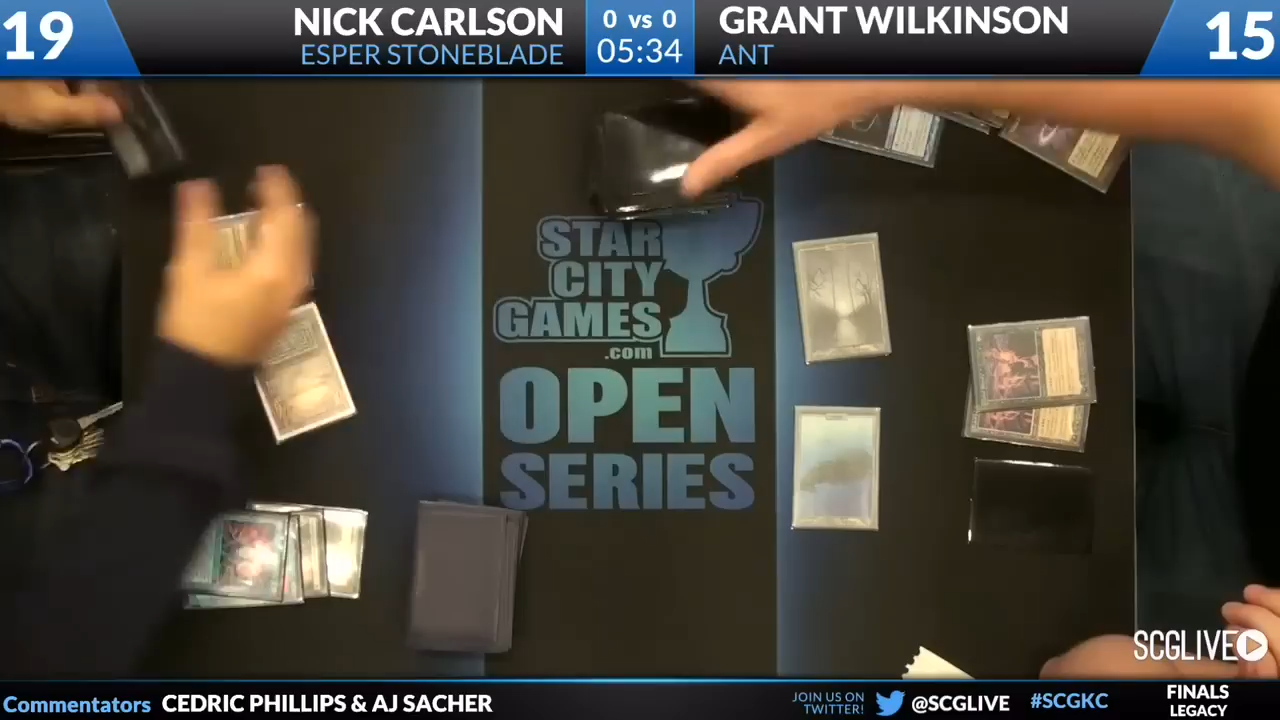 19
NICK CARLSON
ESPER STONEBLADE
0 vs 0
05:34
GRANT WILKINSON
ANT
15
STAR
CITY
GAMES
.com
OPEN
SERIES
SCGLIVE
Commentators CEDRIC PHILLIPS & AJ SACHER
JOIN US ON
TWITTER!
@SCGLIVE
#SCGKC
FINALS
LEGACY